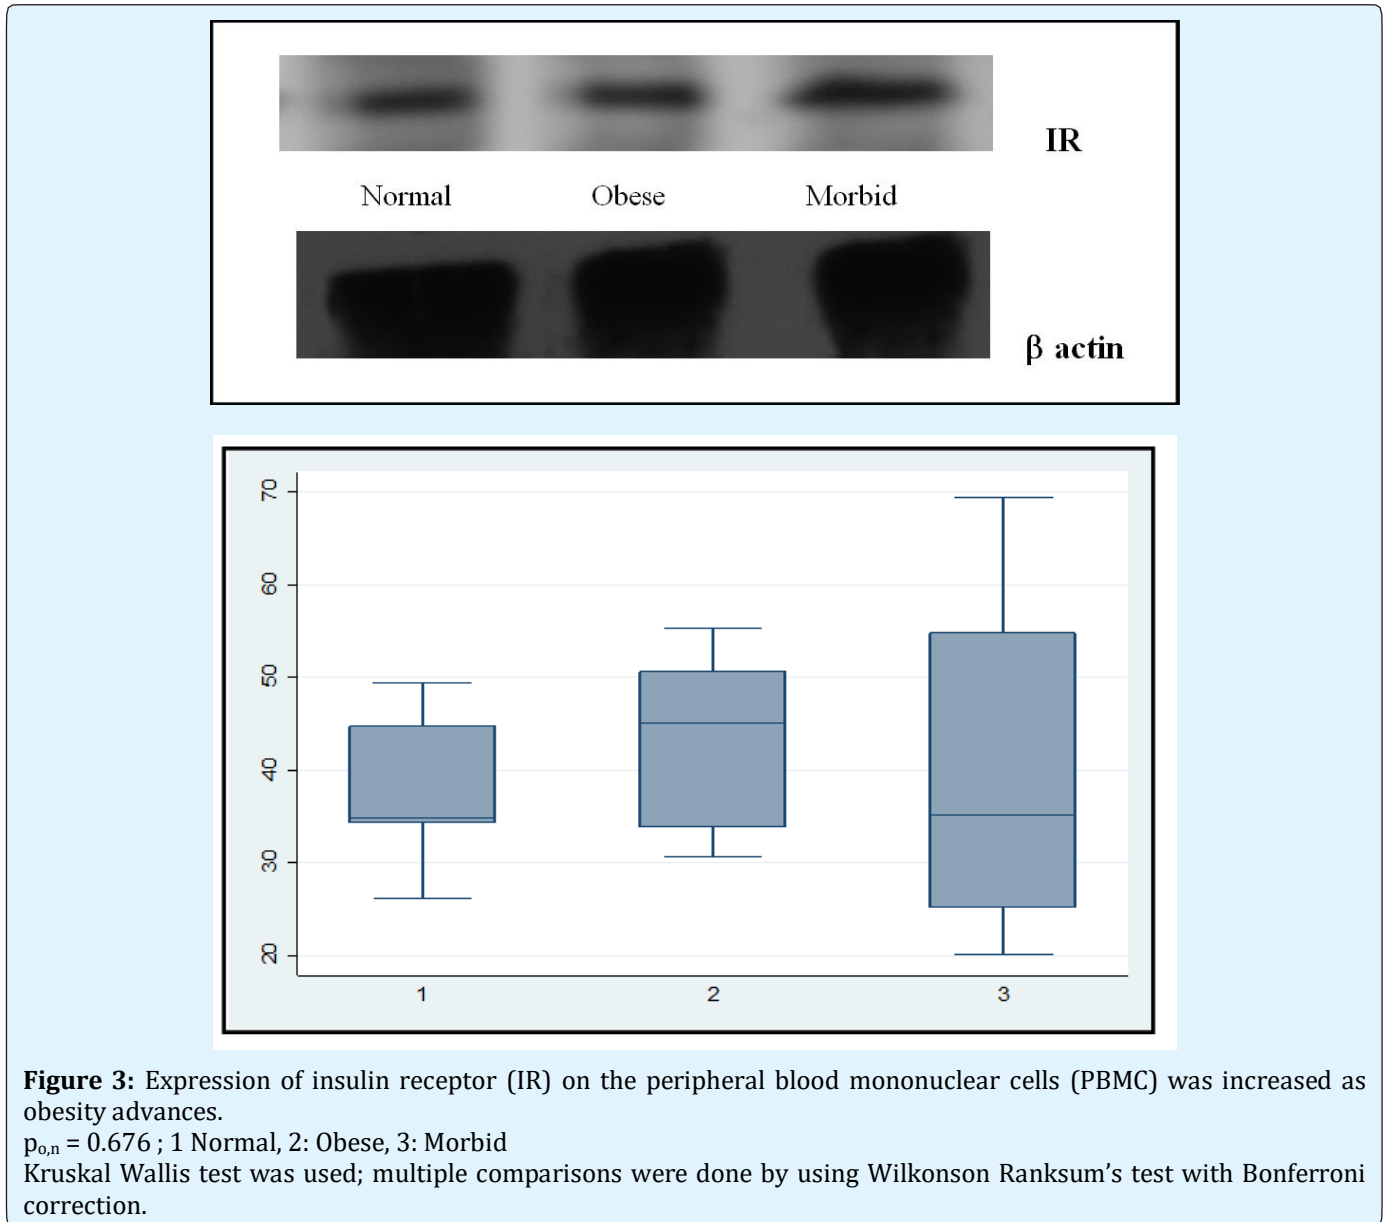 IR
Normal Obese Morbid
β actin
70
60
50
40
30
20
1 2 3
Figure 3: Expression of insulin receptor (IR) on the peripheral blood mononuclear cells (PBMC) was increased as
obesity advances.
po,n = 0.676 ; 1 Normal, 2: Obese, 3: Morbid
Kruskal Wallis test was used; multiple comparisons were done by using Wilkonson Ranksum’s test with Bonferroni
correction.